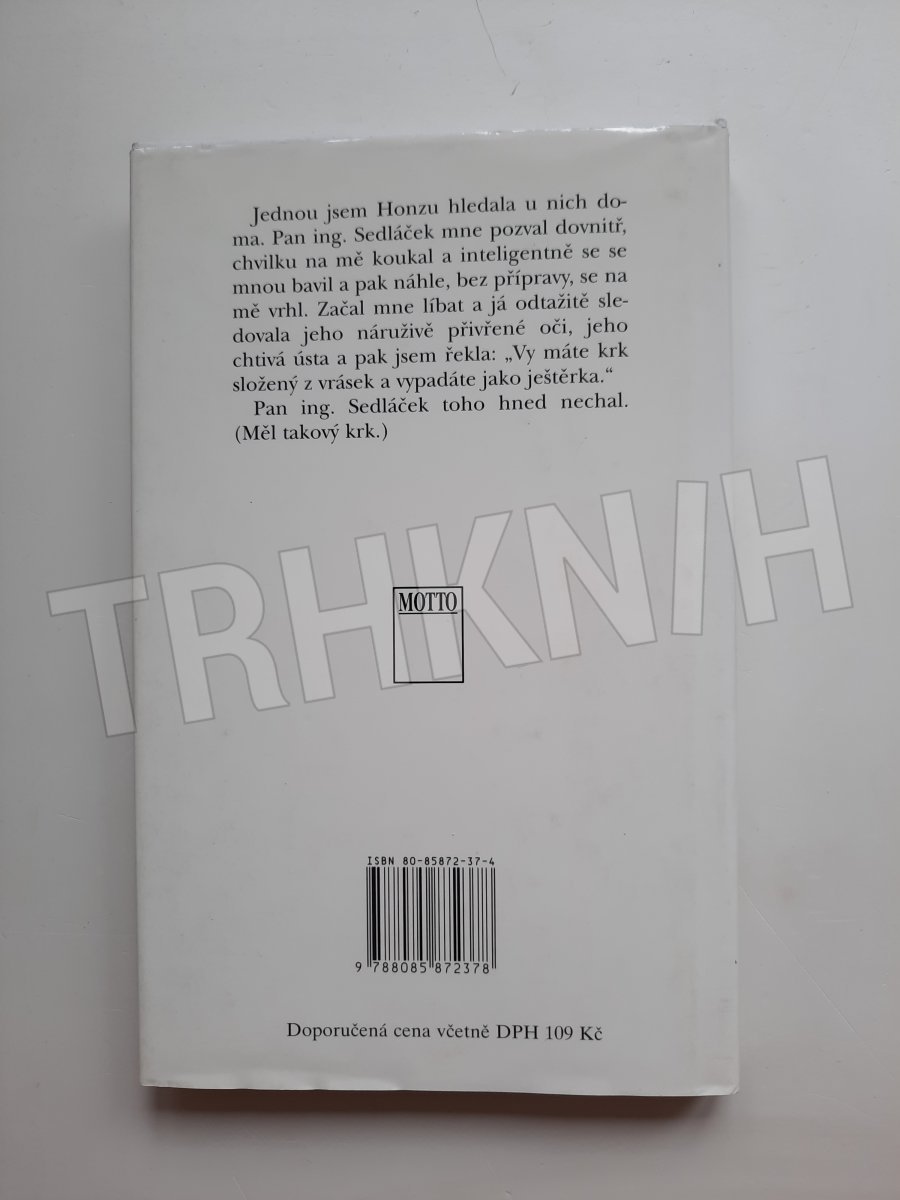 Jednou jsem Honzu hledala u nich do-
ma. Pan ing. Sedláček mne pozval dovnitř,
chvilku na mě koukal a inteligentně se se
mnou bavil a pak náhle, bez přípravy, se na
mě vrhl. Začal mne líbat a já odtažitě sle-
dovala jeho náruživě přivřené oči, jeho
chtivá ústa a pak jsem řekla: „Vy máte krk
složený z vrásek a vypadáte jako ještěrka.“
Pan ing. Sedláček toho hned nechal.
(Měl takový krk.)
TRHKNIH
MOTTO
ISBN 80-85872-37-4
9 788085 872378
Doporučená cena včetně DPH 109 Kč